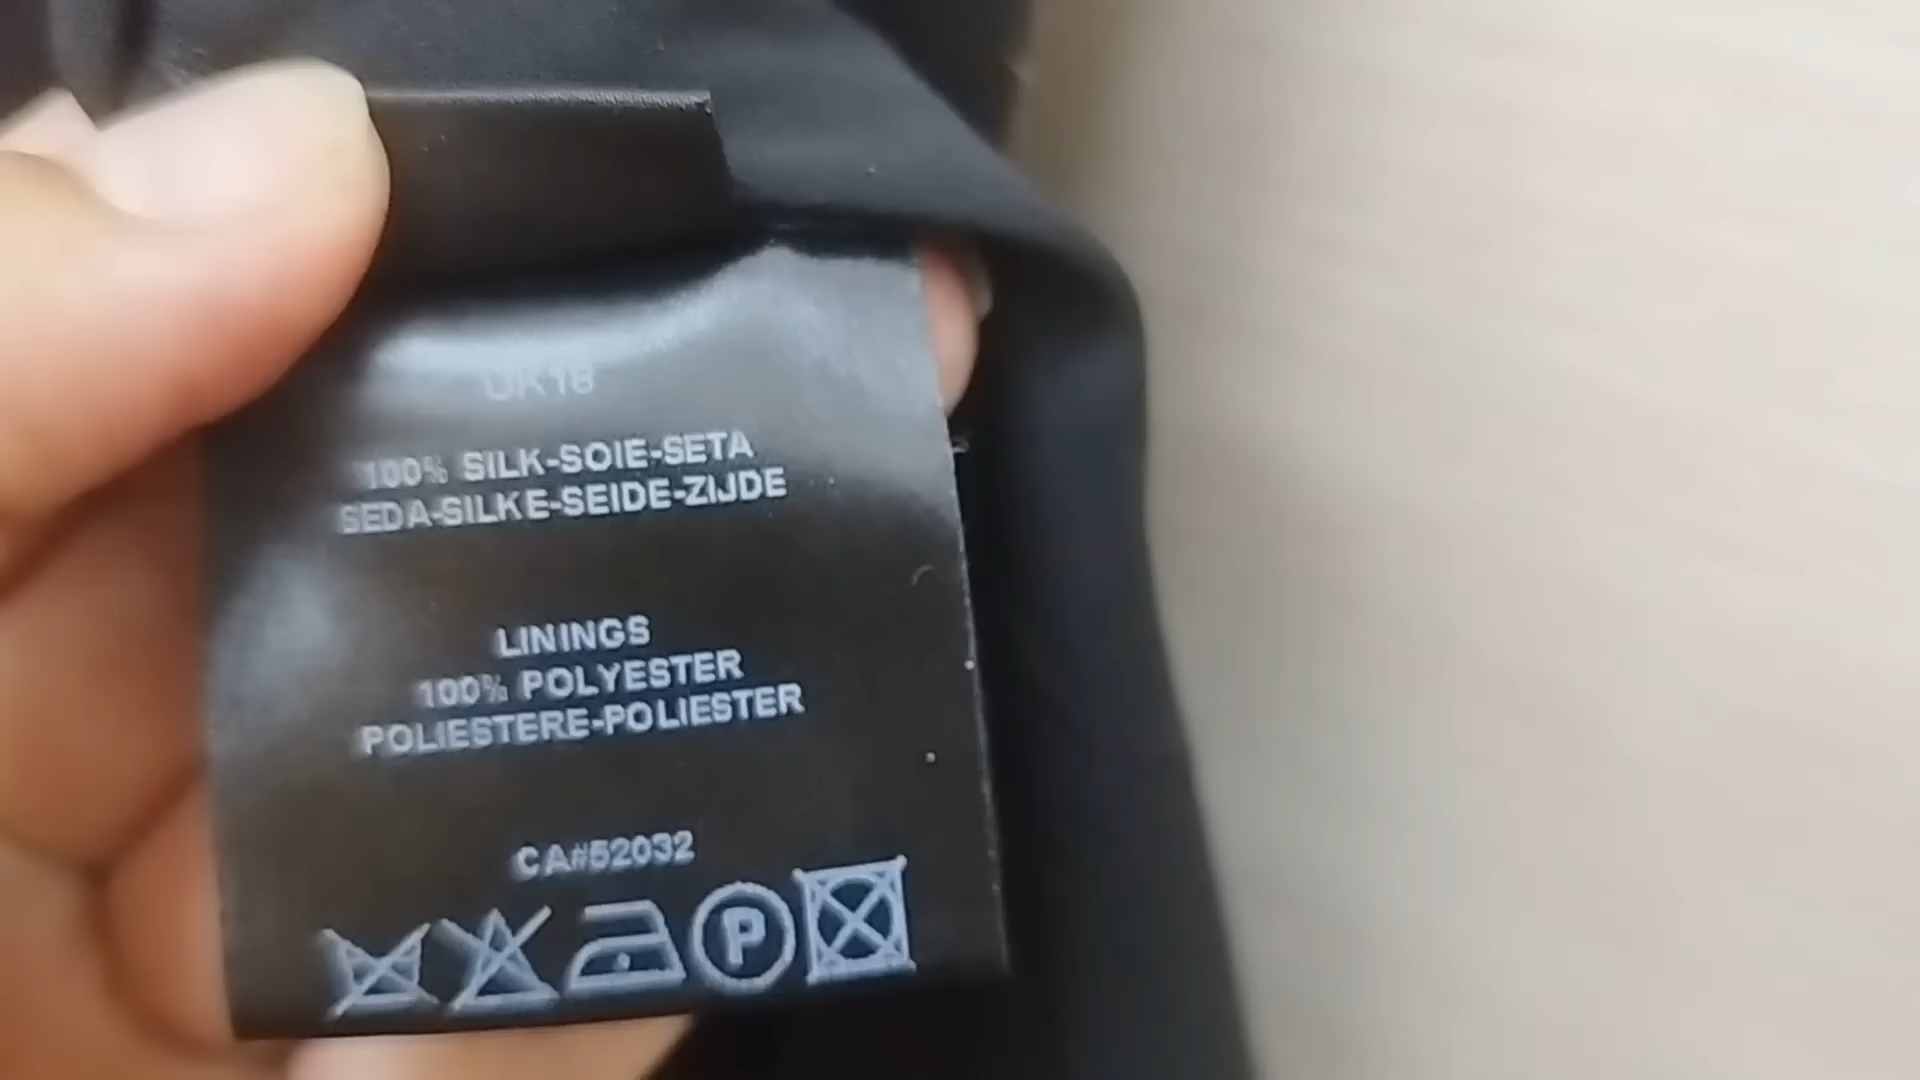 UK18
100% SILK-SOIE-SETA
SEDA-SILKE-SEIDE-ZIJDE
LININGS
100% POLYESTER
POLIESTERE-POLIESTER
CA#52032
P